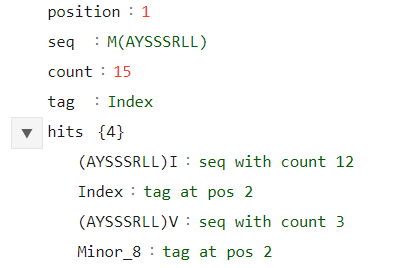 position : 1
seq : M(AYSSSRLL)
count : 15
tag : Index
hits {4}
(AYSSSRLL)I : seq with count 12
Index : tag at pos 2
(AYSSSRLL)V : seq with count 3
Minor_8 : tag at pos 2